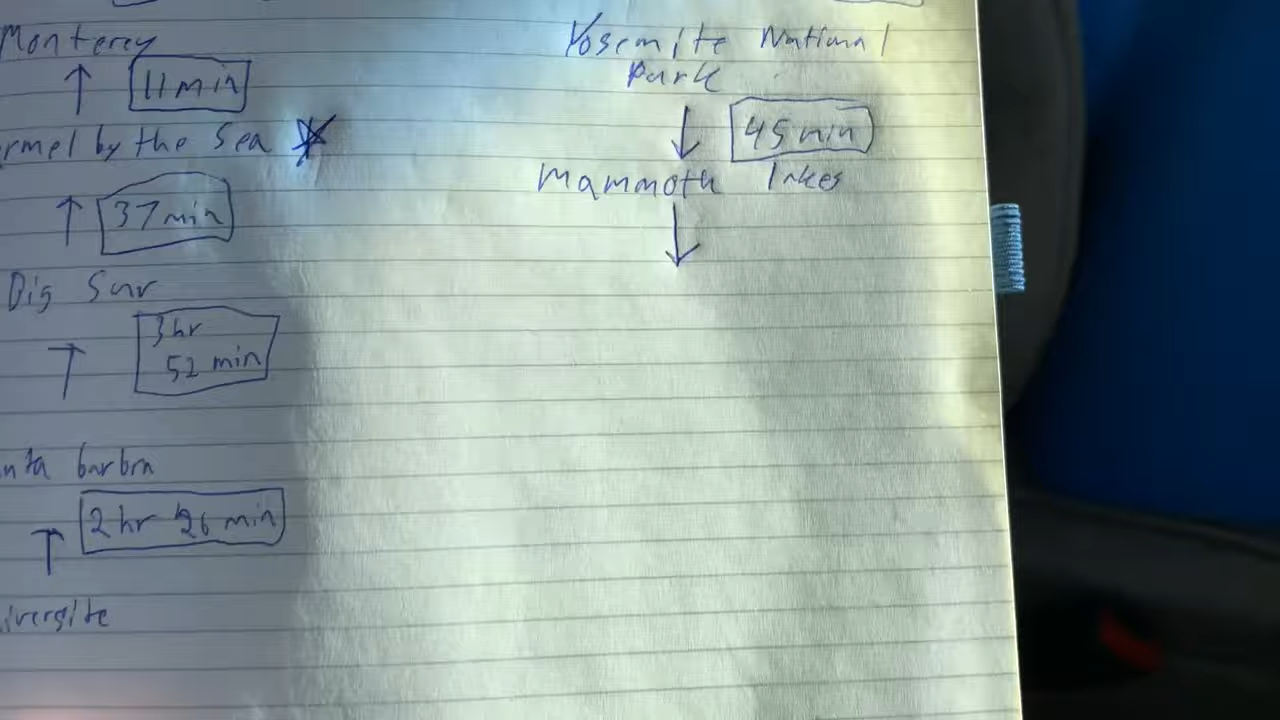 Monterey
↑ 11 min
rmel by the Sea
↑ 37 min
Big Sur
↑ 3 hr
52 min
nta barbra
↑ 2 hr 26 min
iversite
Yosemite National
Park
↓ 45 min
Mammoth lakes
↓